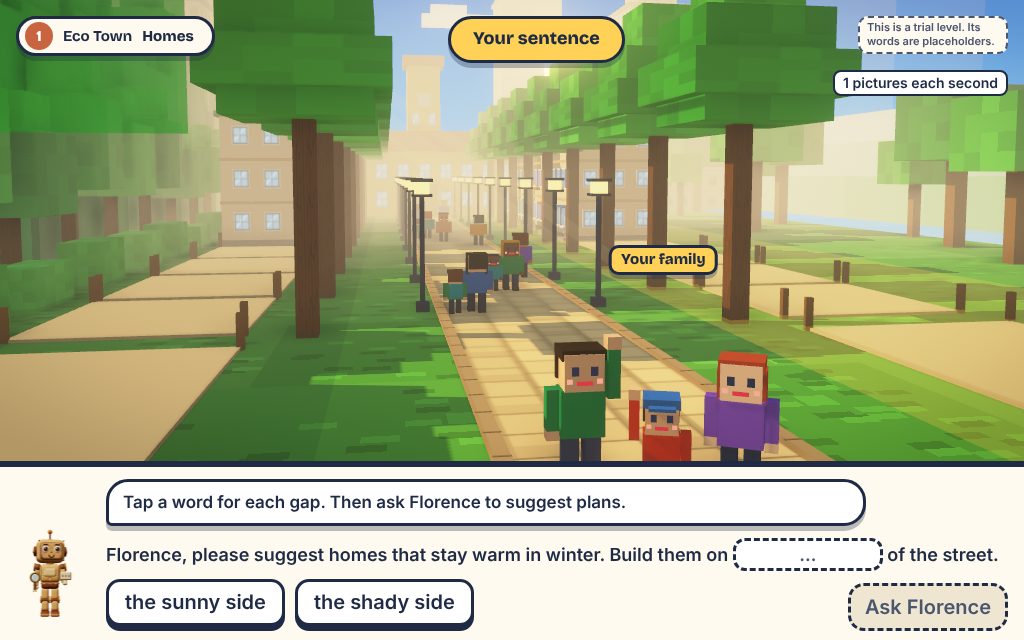 1 Eco Town Homes
Your sentence
This is a trial level. Its
words are placeholders.
1 pictures each second
Your family
Tap a word for each gap. Then ask Florence to suggest plans.
Florence, please suggest homes that stay warm in winter. Build them on ... of the street.
the sunny side
the shady side
Ask Florence